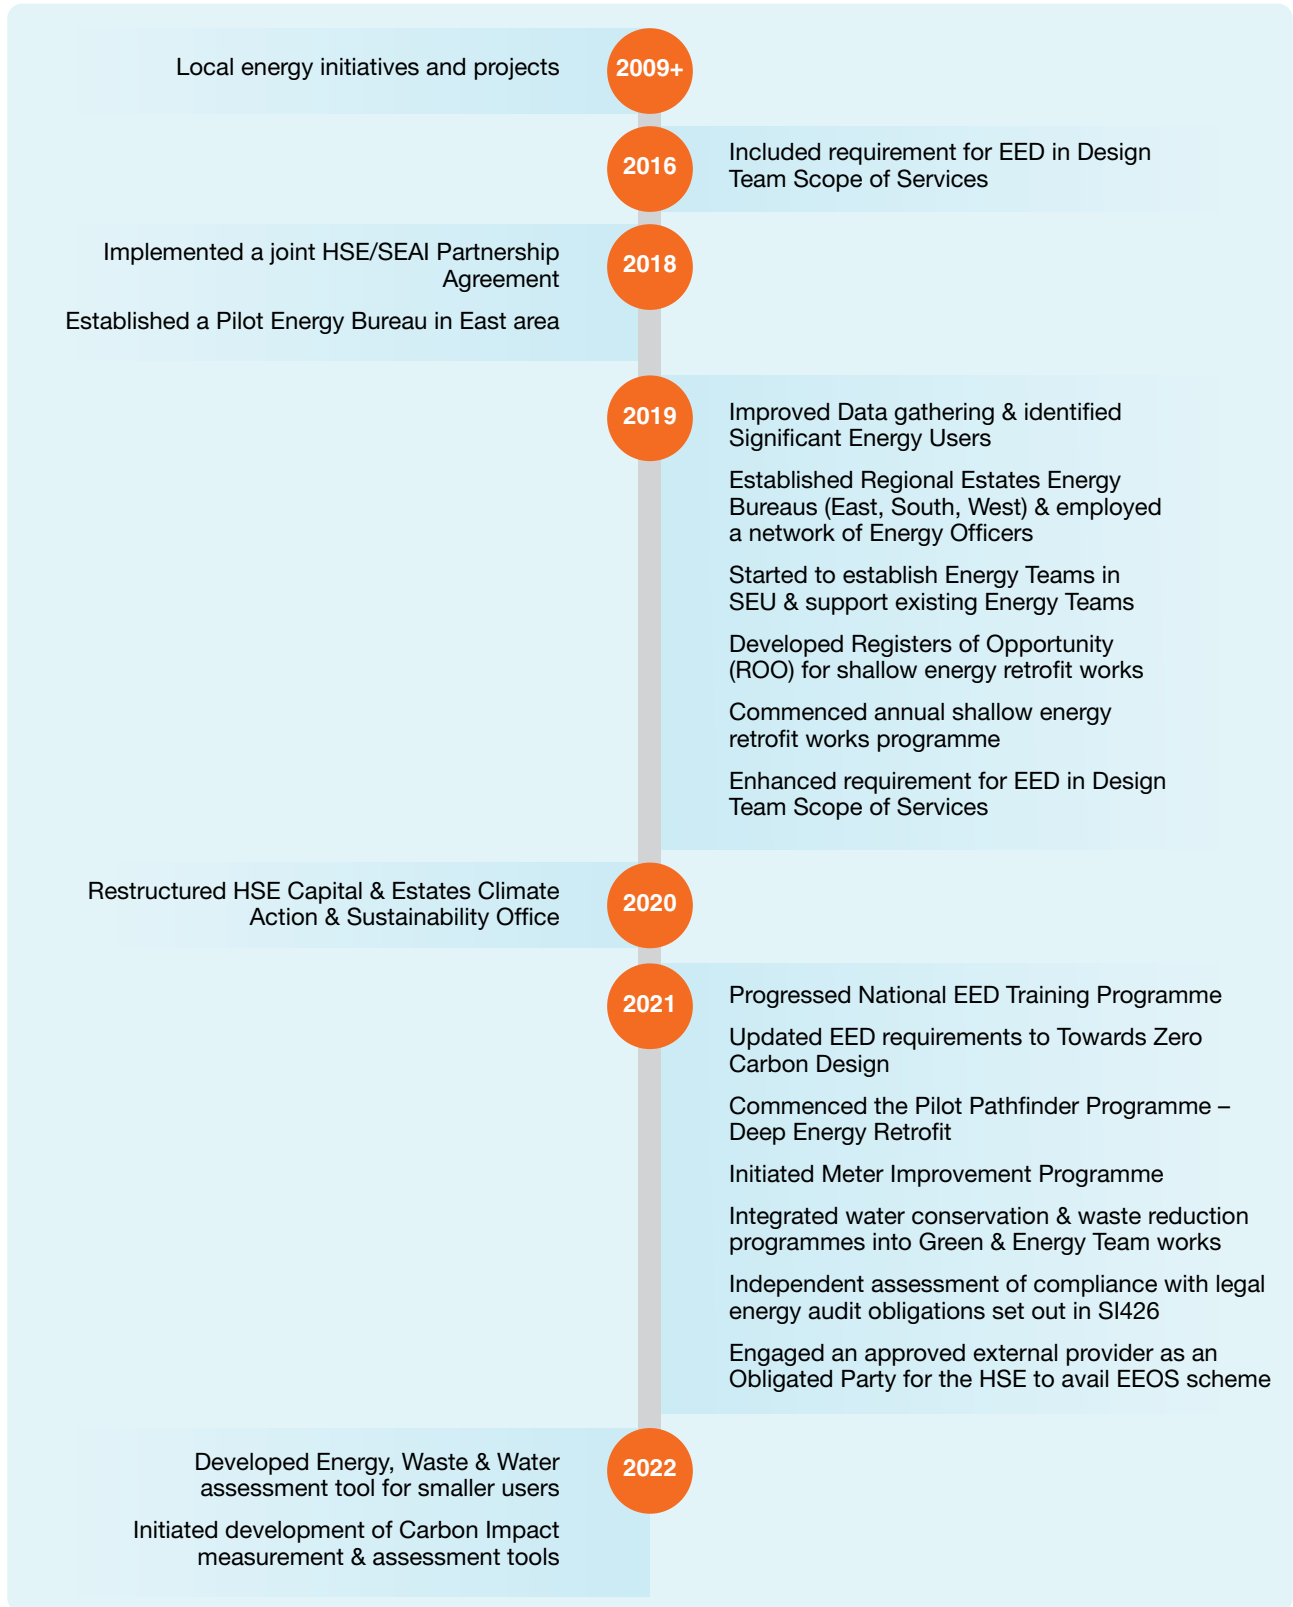 Local energy initiatives and projects
2009+
2016
Included requirement for EED in Design
Team Scope of Services
Implemented a joint HSE/SEAI Partnership
Agreement
Established a Pilot Energy Bureau in East area
2018
2019
Improved Data gathering & identified
Significant Energy Users
Established Regional Estates Energy
Bureaus (East, South, West) & employed
a network of Energy Officers
Started to establish Energy Teams in
SEU & support existing Energy Teams
Developed Registers of Opportunity
(ROO) for shallow energy retrofit works
Commenced annual shallow energy
retrofit works programme
Enhanced requirement for EED in Design
Team Scope of Services
Restructured HSE Capital & Estates Climate
Action & Sustainability Office
2020
2021
Progressed National EED Training Programme
Updated EED requirements to Towards Zero
Carbon Design
Commenced the Pilot Pathfinder Programme –
Deep Energy Retrofit
Initiated Meter Improvement Programme
Integrated water conservation & waste reduction
programmes into Green & Energy Team works
Independent assessment of compliance with legal
energy audit obligations set out in SI426
Engaged an approved external provider as an
Obligated Party for the HSE to avail EEOS scheme
Developed Energy, Waste & Water
assessment tool for smaller users
Initiated development of Carbon Impact
measurement & assessment tools
2022